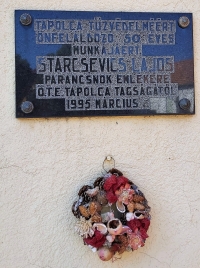 TAPOLCA TŰZVÉDELMÉÉRT
ÖNFELÁLDOZÓ 50 ÉVES
MUNKÁJÁÉRT
STARCSEVICS LAJOS
PARANCSNOK EMLÉKÉRE
Ö.T.E. TAPOLCA TAGSÁGÁTÓL
1995 MÁRCIUS